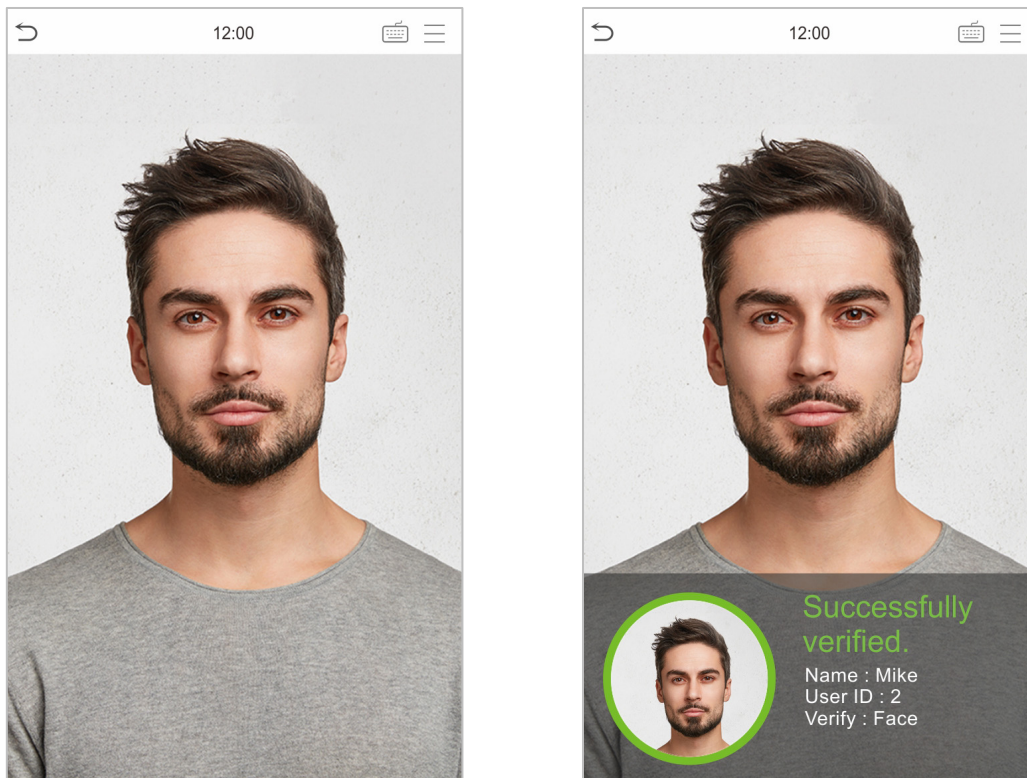 12:00
12:00
Successfully
verified.
Name : Mike
User ID : 2
Verify : Face